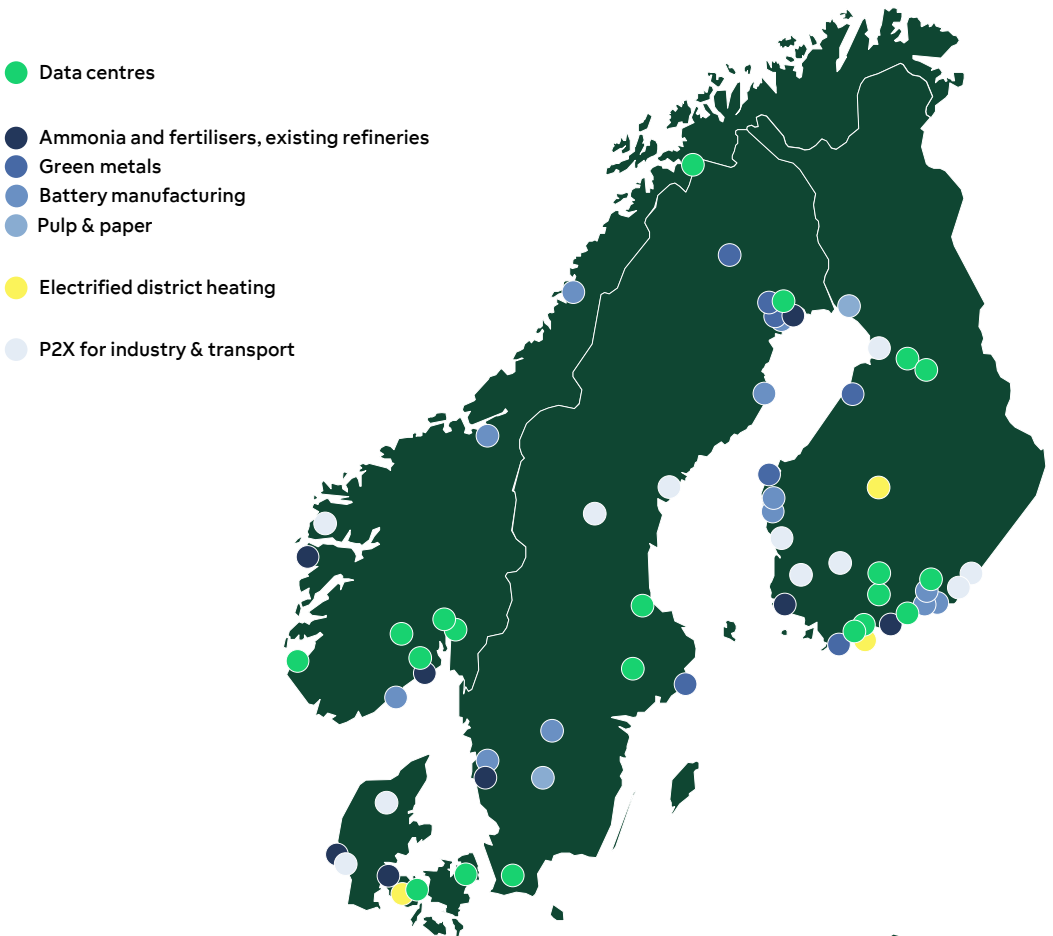 Data centres
Ammonia and fertilisers, existing refineries
Green metals
Battery manufacturing
Pulp & paper
Electrified district heating
P2X for industry & transport